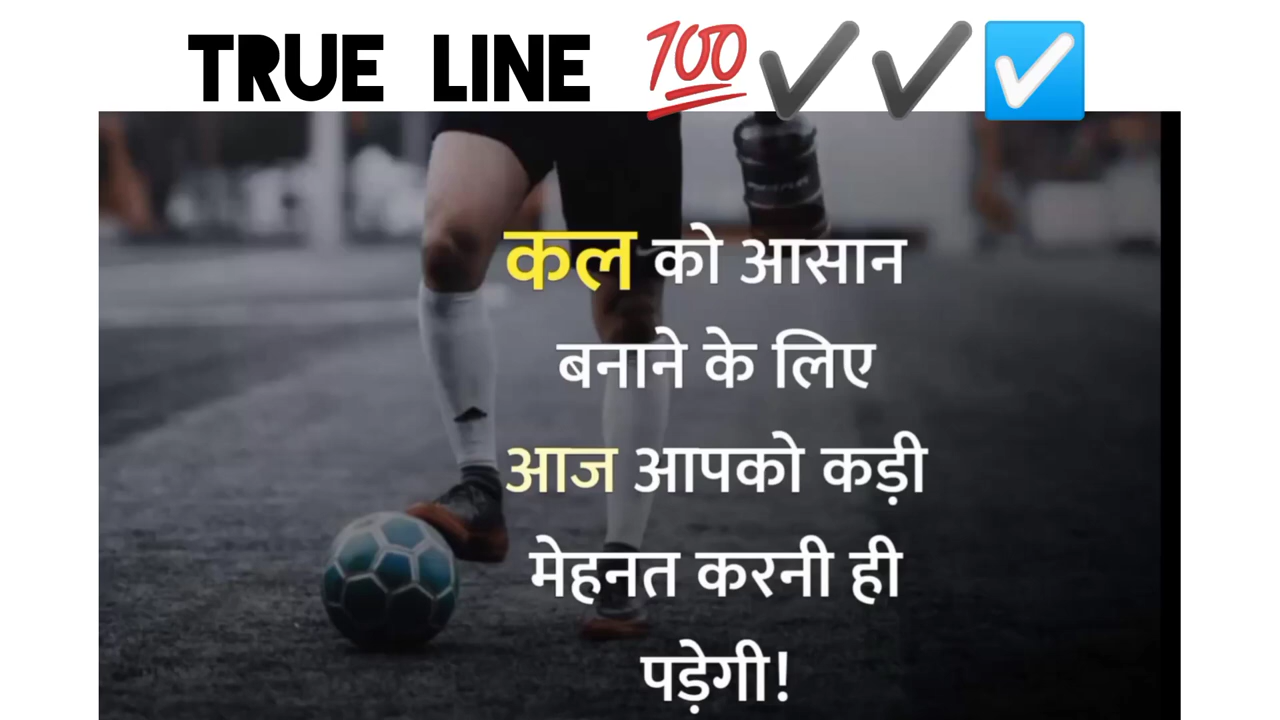 TRUE LINE 💯✔✔☑
कल को आसान
बनाने के लिए
आज आपको कड़ी
मेहनत करनी ही
पड़ेगी!